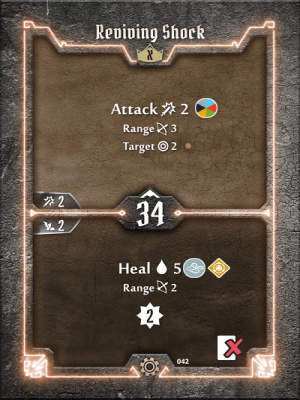 Reviving Shock
X
Attack 2
Range 3
Target 2
2
34
2
Heal 5
Range 2
2
042